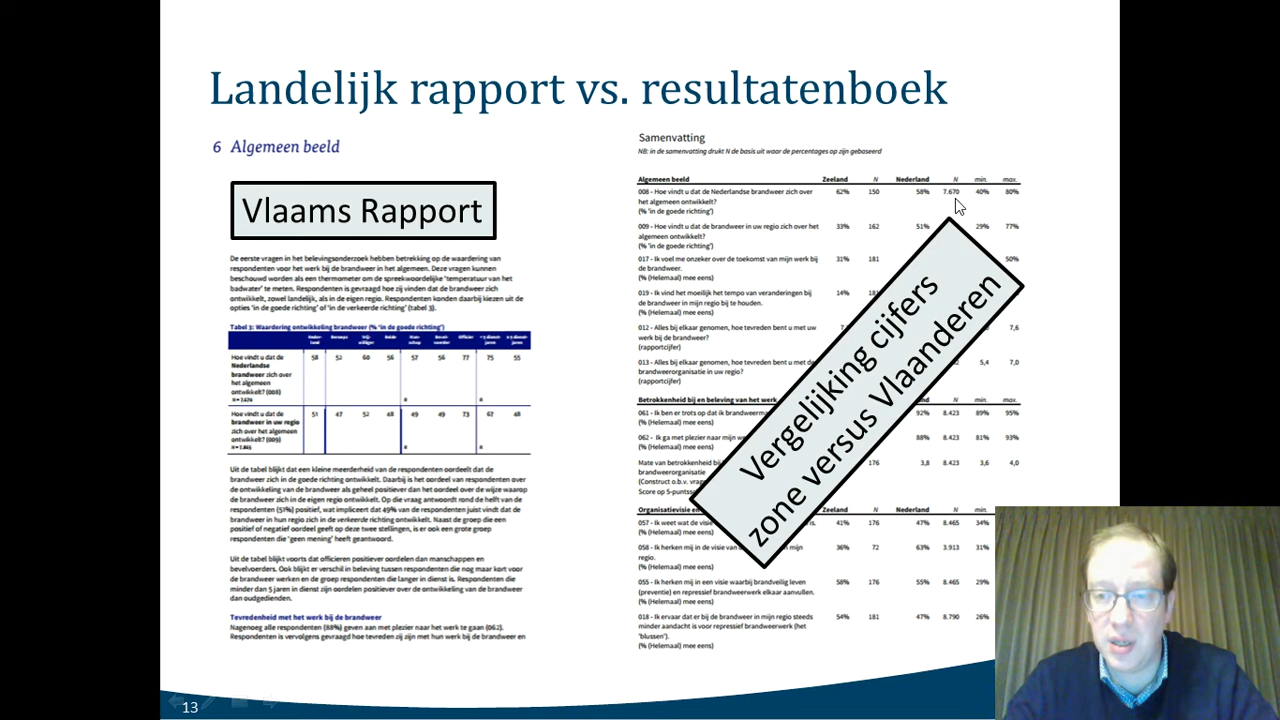 Landelijk rapport vs. resultatenboek
6 Algemeen beeld
Vlaams Rapport
De eerste vragen in het belevingsonderzoek hebben betrekking op de waardering van
respondenten voor het werk bij de brandweer in het algemeen. Deze vragen kunnen
beschouwd worden als een thermometer om de spreekwoordelijke 'temperatuur van het
badwater' te meten. Respondenten is gevraagd hoe zij vinden dat de brandweer zich
ontwikkelt, zowel landelijk, als in de eigen regio. Respondenten konden daarbij kiezen uit de
opties 'in de goede richting' of 'in de verkeerde richting' (tabel 3).
Tabel 3: Waardering ontwikkeling brandweer (% 'in de goede richting')
Neder-land Beroeps Vrij-williger Beide Man-schap Bevel-voerder Officier < 5 dienst-jaren > 5 dienst-jaren
Hoe vindt u dat de 58 52 60 56 57 56 77 75 55
Nederlandse
brandweer zich over
het algemeen
ontwikkelt? (008)
N = 7.670
Hoe vindt u dat de 51 47 52 48 49 49 73 67 48
brandweer in uw regio
zich over het algemeen
ontwikkelt? (009)
Uit de tabel blijkt dat een kleine meerderheid van de respondenten oordeelt dat de
brandweer zich in de goede richting ontwikkelt. Daarbij is het oordeel van respondenten over
de ontwikkeling van de brandweer als geheel positiever dan het oordeel over de wijze waarop
de brandweer zich in de eigen regio ontwikkelt. Op die vraag antwoordt rond de helft van de
respondenten (51%) positief, wat impliceert dat 49% van de respondenten juist vindt dat de
brandweer in hun regio zich in de verkeerde richting ontwikkelt. Naast de groep die een
positief of negatief oordeel geeft op deze twee stellingen, is er ook een grote groep
respondenten die 'geen mening' heeft geantwoord.
Uit de tabel blijkt voorts dat officieren positiever oordelen dan manschappen en
bevelvoerders. Ook blijkt er verschil in beleving tussen respondenten die nog maar kort voor
de brandweer werken en de groep respondenten die langer in dienst is. Respondenten die
minder dan 5 jaren in dienst zijn oordelen positiever over de ontwikkeling van de brandweer
dan oudgedienden.
Tevredenheid met het werk bij de brandweer
Nagenoeg alle respondenten (88%) geven aan met plezier naar het werk te gaan (062).
Respondenten is vervolgens gevraagd hoe tevreden zij zijn met hun werk bij de brandweer en
Samenvatting
NB: in de samenvatting drukt N de basis uit waar de percentages op zijn gebaseerd
Algemeen beeld Zeeland N Nederland N min. max.
008 - Hoe vindt u dat de Nederlandse brandweer zich over 62% 150 58% 7.670 40% 80%
het algemeen ontwikkelt?
(% 'in de goede richting')
009 - Hoe vindt u dat de brandweer in uw regio zich over het 33% 162 51% 29% 77%
algemeen ontwikkelt?
(% 'in de goede richting')
017 - Ik voel me onzeker over de toekomst van mijn werk bij 31% 181 50%
de brandweer.
(% (Helemaal) mee eens)
019 - Ik vind het moeilijk het tempo van veranderingen bij 14% 181
de brandweer in mijn regio bij te houden.
(% (Helemaal) mee eens)
012 - Alles bij elkaar genomen, hoe tevreden bent u met uw 7,6
werk bij de brandweer?
(rapportcijfer)
013 - Alles bij elkaar genomen, hoe tevreden bent u met de 5,4 7,0
brandweerorganisatie in uw regio?
(rapportcijfer)
Betrokkenheid bij en beleving van het werk N min. max.
061 - Ik ben er trots op dat ik 92% 8.423 89% 95%
(% (Helemaal) mee eens)
062 - Ik ga met plezier naar mijn 88% 8.423 81% 93%
(% (Helemaal) mee eens)
Mate van betrokkenheid 176 3,8 8.423 3,6 4,0
brandweerorganisatie
(Construct o.b.v.
Score op 5-punts
Organisatievisie Zeeland N Nederland N min.
057 - Ik weet wat de visie 41% 176 47% 8.465 34%
(% (Helemaal) mee eens)
058 - Ik herken mij in de visie mijn 36% 72 63% 3.913 31%
regio.
(% (Helemaal) mee eens)
055 - Ik herken mij in een visie waarbij brandveilig leven 58% 176 55% 8.465 29%
(preventie) en repressief brandweerwerk elkaar aanvullen.
(% (Helemaal) mee eens)
018 - Ik ervaar dat er bij de brandweer in mijn regio steeds 54% 181 47% 8.790 26%
minder aandacht is voor repressief brandweerwerk (het
'blussen').
(% (Helemaal) mee eens)
Vergelijking cijfers
zone versus Vlaanderen
13